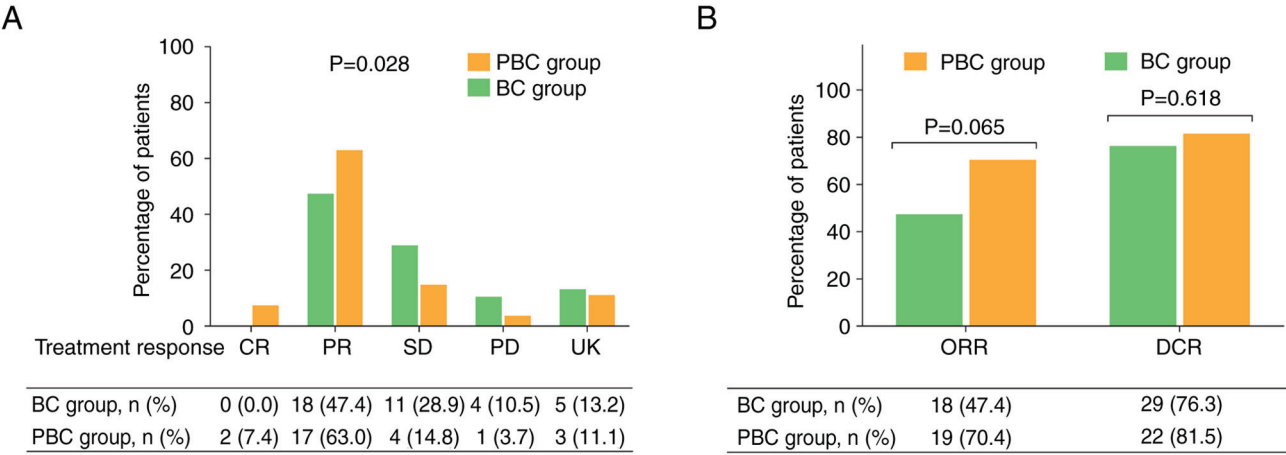 A
100
80
60
40
20
0
Percentage of patients
P=0.028
PBC group
BC group
Treatment response CR PR SD PD UK
BC group, n (%) 0 (0.0) 18 (47.4) 11 (28.9) 4 (10.5) 5 (13.2)
PBC group, n (%) 2 (7.4) 17 (63.0) 4 (14.8) 1 (3.7) 3 (11.1)
B
PBC group BC group
100
80
60
40
20
0
Percentage of patients
P=0.065
P=0.618
ORR DCR
BC group, n (%) 18 (47.4) 29 (76.3)
PBC group, n (%) 19 (70.4) 22 (81.5)